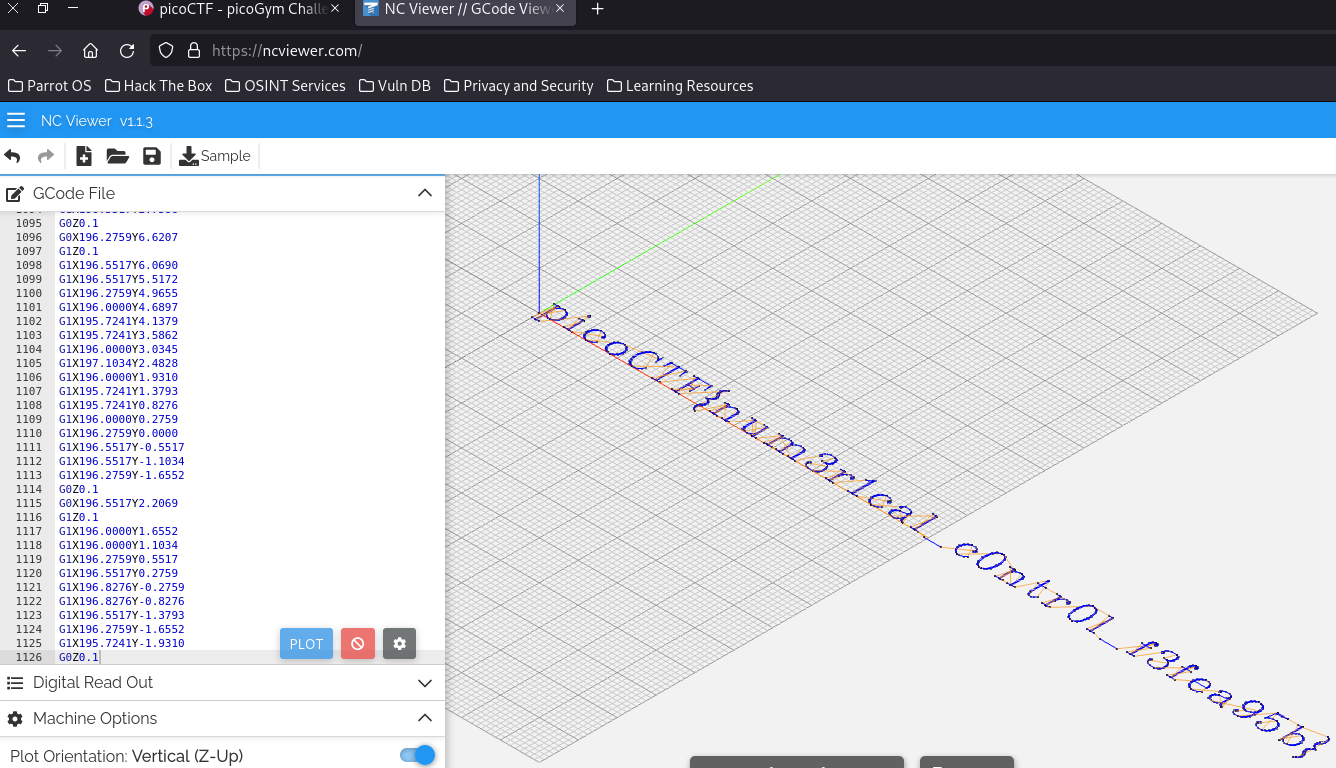 picoCTF - picoGym Challe
NC Viewer // GCode View
https://ncviewer.com/
Parrot OS
Hack The Box
OSINT Services
Vuln DB
Privacy and Security
Learning Resources
NC Viewer v1.1.3
Sample
GCode File
1095 G0Z0.1
1096 G0X196.2759Y6.6207
1097 G1Z0.1
1098 G1X196.5517Y6.0690
1099 G1X196.5517Y5.5172
1100 G1X196.2759Y4.9655
1101 G1X196.0000Y4.6897
1102 G1X195.7241Y4.1379
1103 G1X195.7241Y3.5862
1104 G1X196.0000Y3.0345
1105 G1X197.1034Y2.4828
1106 G1X196.0000Y1.9310
1107 G1X195.7241Y1.3793
1108 G1X195.7241Y0.8276
1109 G1X196.0000Y0.2759
1110 G1X196.2759Y0.0000
1111 G1X196.5517Y-0.5517
1112 G1X196.5517Y-1.1034
1113 G1X196.2759Y-1.6552
1114 G0Z0.1
1115 G0X196.5517Y2.2069
1116 G1Z0.1
1117 G1X196.0000Y1.6552
1118 G1X196.0000Y1.1034
1119 G1X196.2759Y0.5517
1120 G1X196.5517Y0.2759
1121 G1X196.8276Y-0.2759
1122 G1X196.8276Y-0.8276
1123 G1X196.5517Y-1.3793
1124 G1X196.2759Y-1.6552
1125 G1X195.7241Y-1.9310
1126 G0Z0.1
PLOT
Digital Read Out
Machine Options
Plot Orientation: Vertical (Z-Up)
picoCTF{num3r1cal_c0ntr0l_f3fea95b}